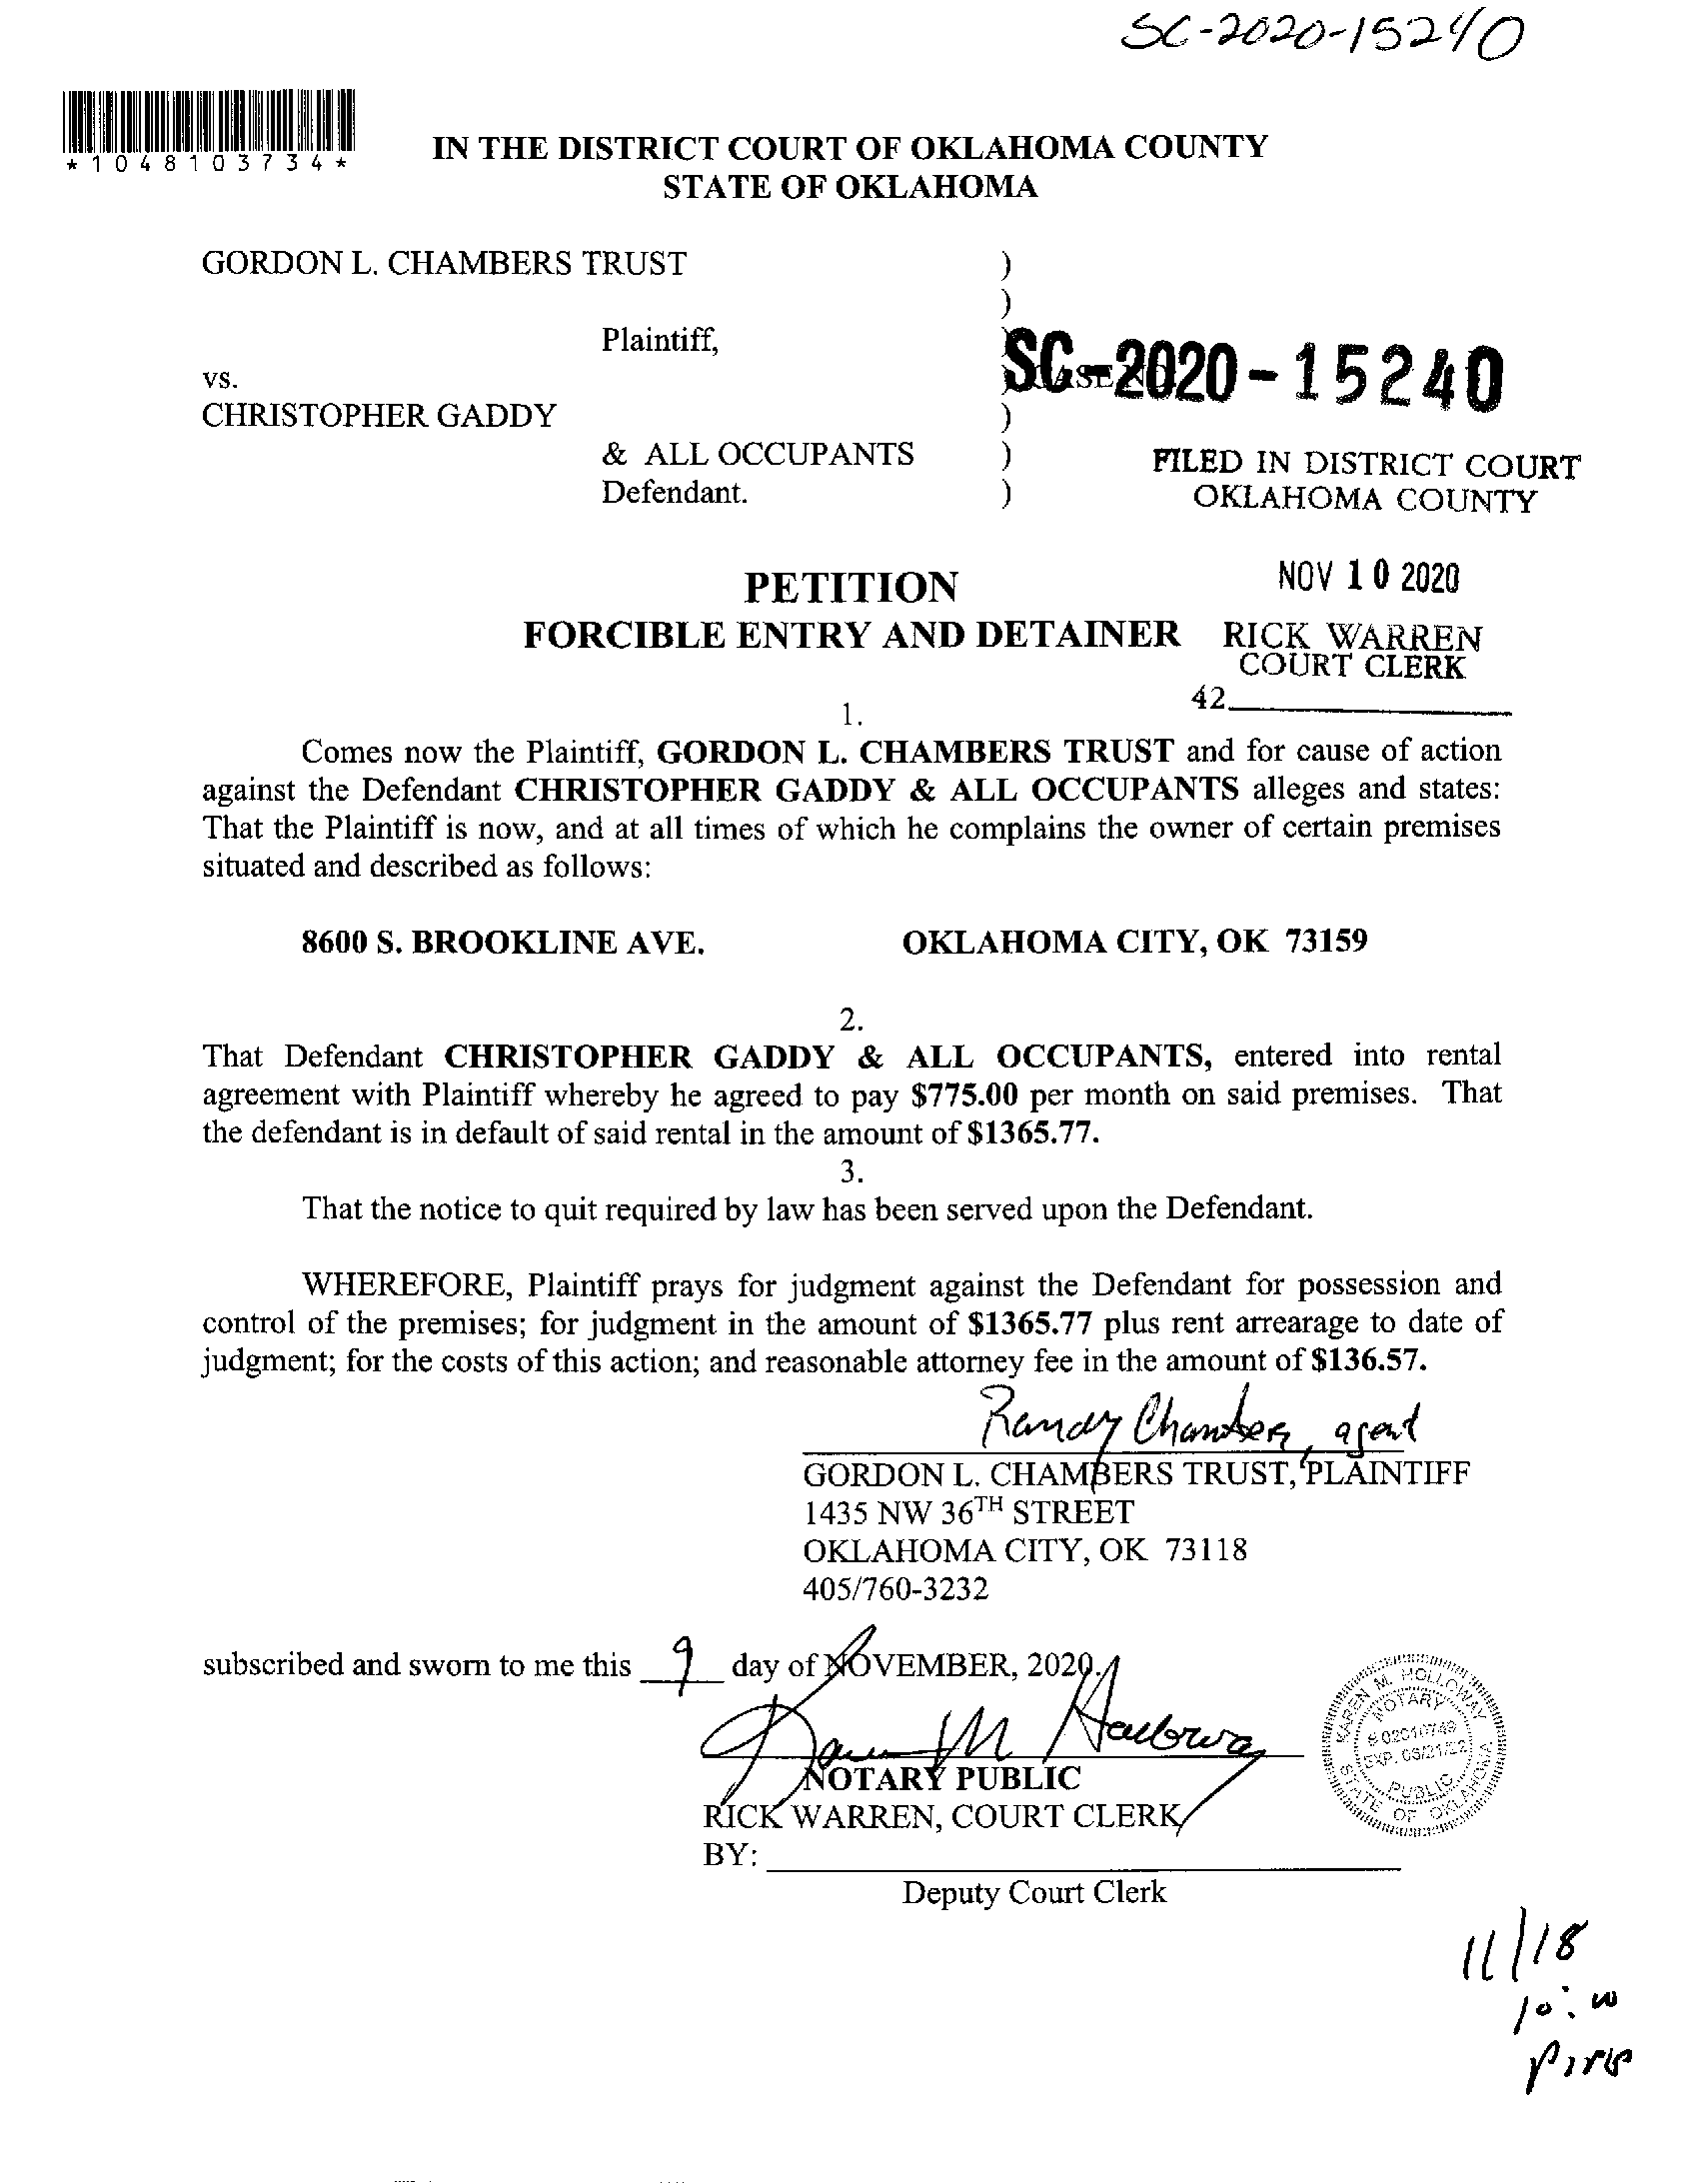 SC-2020-15240
*1048103734*
IN THE DISTRICT COURT OF OKLAHOMA COUNTY
STATE OF OKLAHOMA
GORDON L. CHAMBERS TRUST )
)
Plaintiff, )
SC-2020-15240
vs. ) CASE NO.
CHRISTOPHER GADDY )
& ALL OCCUPANTS )
Defendant. )
FILED IN DISTRICT COURT
OKLAHOMA COUNTY
NOV 10 2020
RICK WARREN
COURT CLERK
42
PETITION
FORCIBLE ENTRY AND DETAINER
1.
Comes now the Plaintiff, GORDON L. CHAMBERS TRUST and for cause of action
against the Defendant CHRISTOPHER GADDY & ALL OCCUPANTS alleges and states:
That the Plaintiff is now, and at all times of which he complains the owner of certain premises
situated and described as follows:
8600 S. BROOKLINE AVE. OKLAHOMA CITY, OK 73159
2.
That Defendant CHRISTOPHER GADDY & ALL OCCUPANTS, entered into rental
agreement with Plaintiff whereby he agreed to pay $775.00 per month on said premises. That
the defendant is in default of said rental in the amount of $1365.77.
3.
That the notice to quit required by law has been served upon the Defendant.
WHEREFORE, Plaintiff prays for judgment against the Defendant for possession and
control of the premises; for judgment in the amount of $1365.77 plus rent arrearage to date of
judgment; for the costs of this action; and reasonable attorney fee in the amount of $136.57.
Randy Chambers, agent
GORDON L. CHAMBERS TRUST, PLAINTIFF
1435 NW 36TH STREET
OKLAHOMA CITY, OK 73118
405/760-3232
subscribed and sworn to me this 9 day of NOVEMBER, 2020.
Karen M Holloway
NOTARY PUBLIC
RICK WARREN, COURT CLERK
BY:
Deputy Court Clerk
KAREN M. HOLLOWAY
NOTARY
PUBLIC
STATE OF OKLAHOMA
11/18